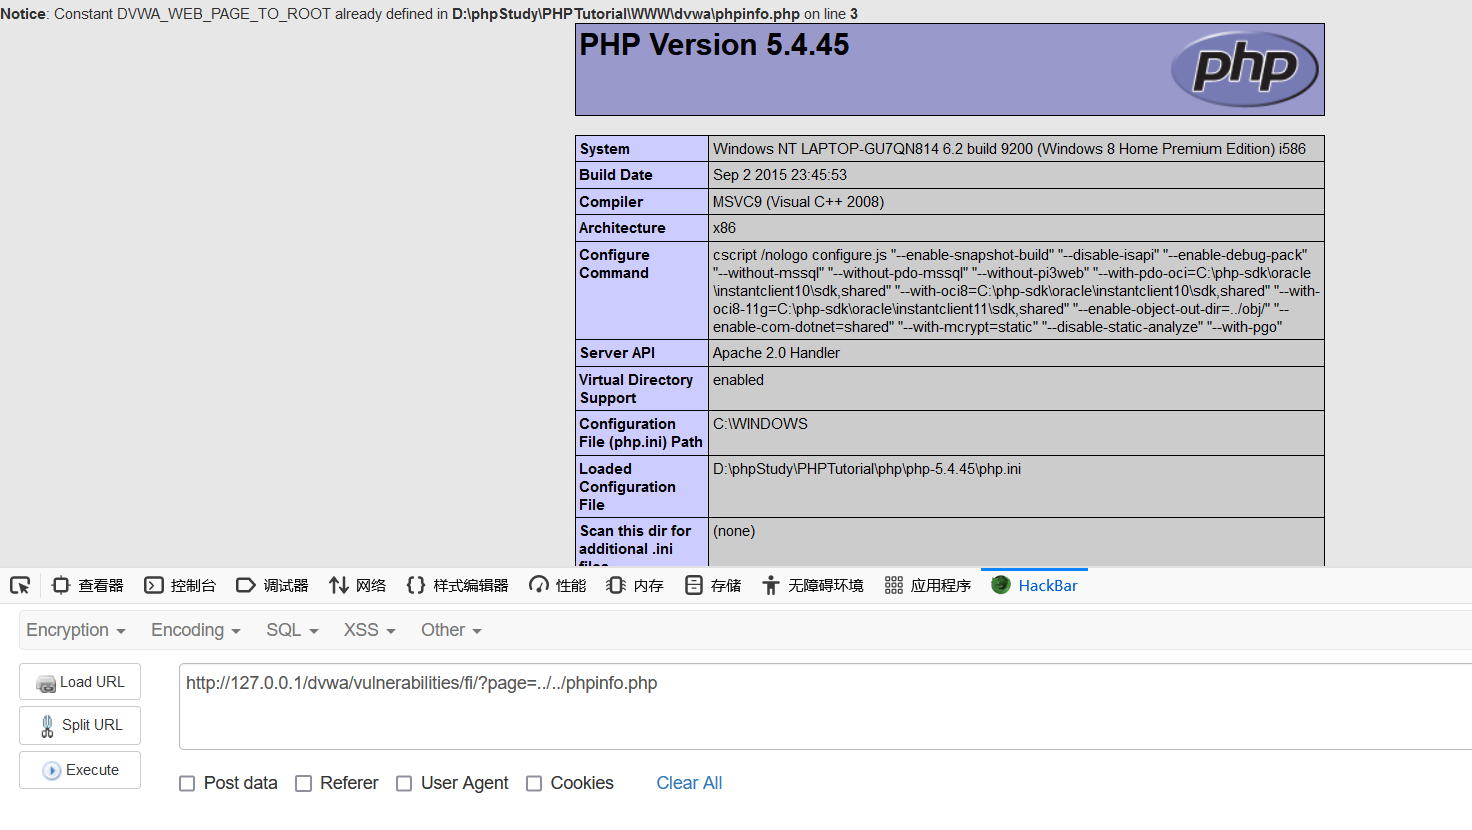 Notice: Constant DVWA_WEB_PAGE_TO_ROOT already defined in D:\phpStudy\PHPTutorial\WWW\dvwa\phpinfo.php on line 3
PHP Version 5.4.45
php
System Windows NT LAPTOP-GU7QN814 6.2 build 9200 (Windows 8 Home Premium Edition) i586
Build Date Sep 2 2015 23:45:53
Compiler MSVC9 (Visual C++ 2008)
Architecture x86
Configure Command cscript /nologo configure.js "--enable-snapshot-build" "--disable-isapi" "--enable-debug-pack"
"--without-mssql" "--without-pdo-mssql" "--without-pi3web" "--with-pdo-oci=C:\php-sdk\oracle
\instantclient10\sdk,shared" "--with-oci8=C:\php-sdk\oracle\instantclient10\sdk,shared" "--with-
oci8-11g=C:\php-sdk\oracle\instantclient11\sdk,shared" "--enable-object-out-dir=../obj/" "--
enable-com-dotnet=shared" "--with-mcrypt=static" "--disable-static-analyze" "--with-pgo"
Server API Apache 2.0 Handler
Virtual Directory Support enabled
Configuration File (php.ini) Path C:\WINDOWS
Loaded Configuration File D:\phpStudy\PHPTutorial\php\php-5.4.45\php.ini
Scan this dir for additional .ini files (none)
查看器 控制台 调试器 网络 样式编辑器 性能 内存 存储 无障碍环境 应用程序 HackBar
Encryption Encoding SQL XSS Other
Load URL http://127.0.0.1/dvwa/vulnerabilities/fi/?page=../../phpinfo.php
Split URL
Execute
Post data Referer User Agent Cookies Clear All